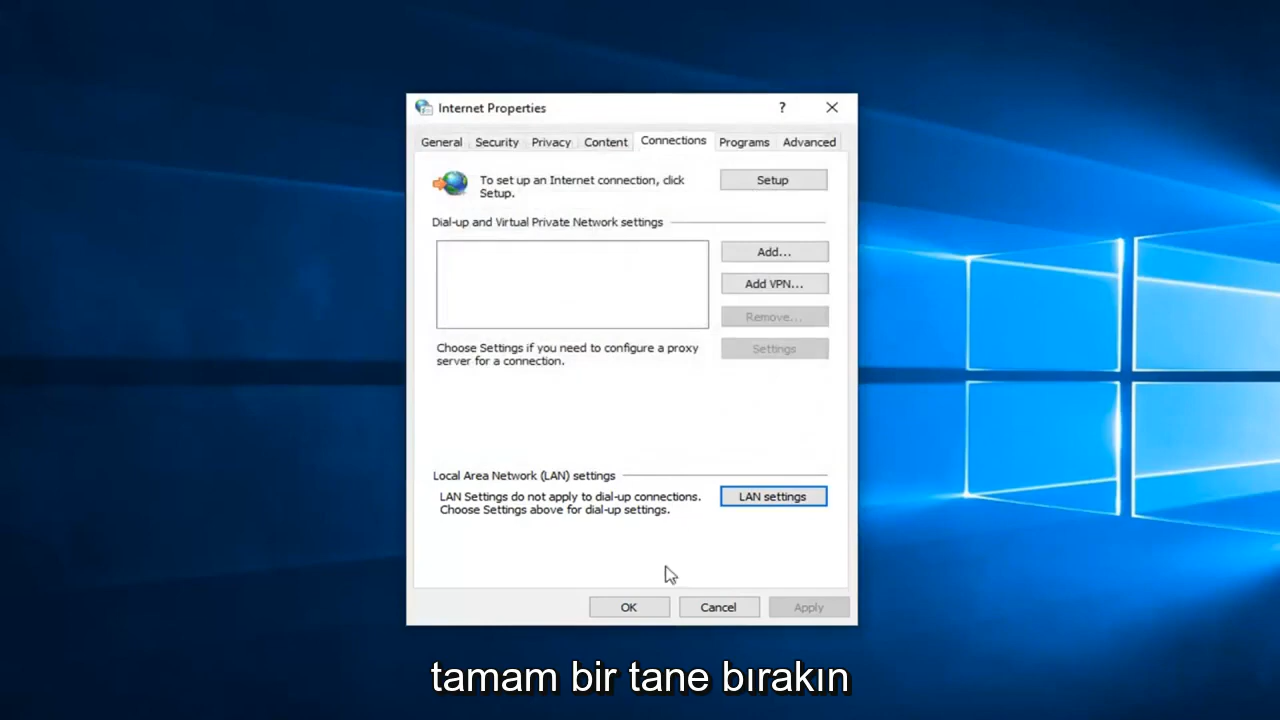 Internet Properties
?
General Security Privacy Content Connections Programs Advanced
To set up an Internet connection, click
Setup.
Setup
Dial-up and Virtual Private Network settings
Add...
Add VPN...
Remove...
Choose Settings if you need to configure a proxy
server for a connection.
Settings
Local Area Network (LAN) settings
LAN Settings do not apply to dial-up connections.
Choose Settings above for dial-up settings.
LAN settings
OK Cancel Apply
tamam bir tane bırakın